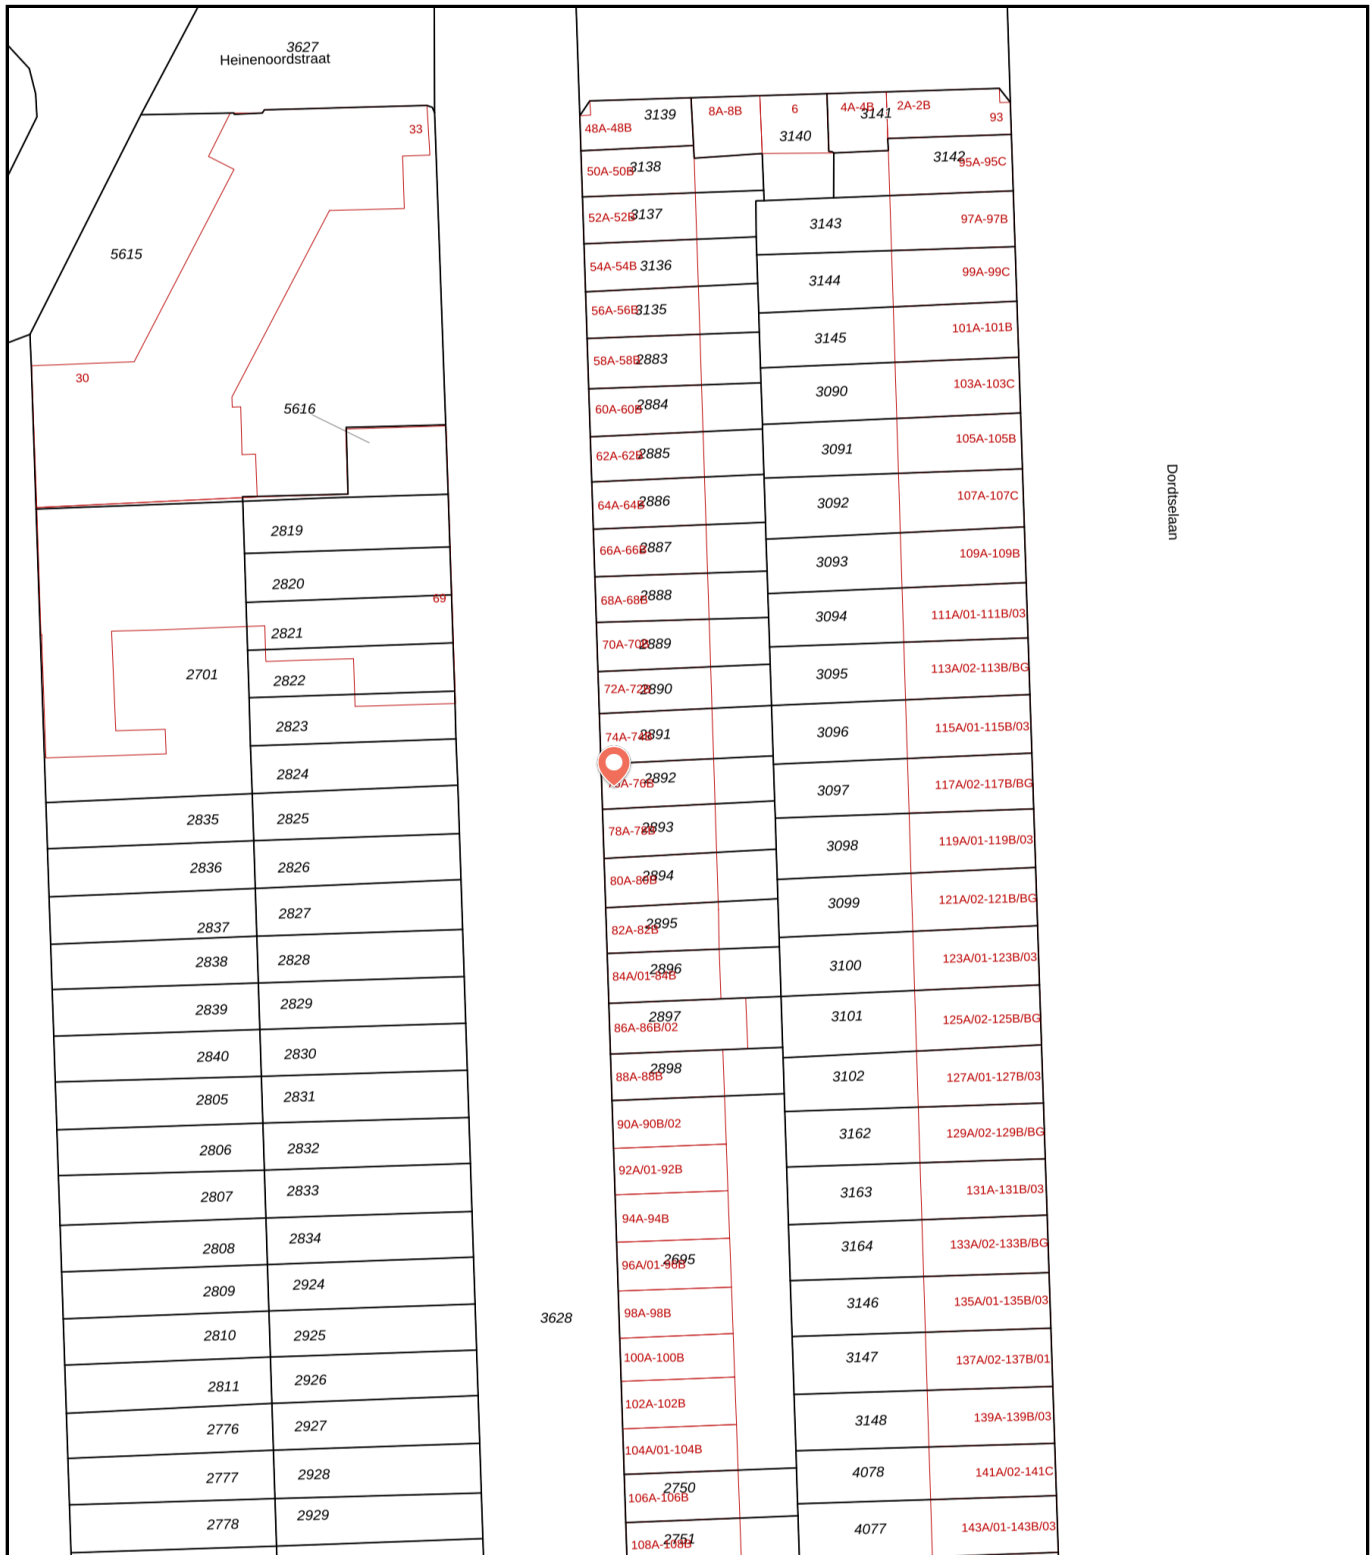 3627
Heinenoordstraat
33
5615
30
5616
2819
2820
69
2821
2701
2822
2823
2824
2835
2825
2836
2826
2837
2827
2838
2828
2839
2829
2840
2830
2805
2831
2806
2832
2807
2833
2808
2834
2809
2924
2810
2925
2811
2926
2776
2927
2777
2928
2778
2929
3628
48A-48B
3139
8A-8B
6
3140
4A-4B
3141
2A-2B
93
50A-50B
3138
3142
95A-95C
52A-52B
3137
3143
97A-97B
54A-54B
3136
3144
99A-99C
56A-56B
3135
3145
101A-101B
58A-58B
2883
3090
103A-103C
60A-60B
2884
3091
105A-105B
62A-62B
2885
3092
107A-107C
64A-64B
2886
3093
109A-109B
66A-66B
2887
3094
111A/01-111B/03
68A-68B
2888
3095
113A/02-113B/BG
70A-70B
2889
3096
115A/01-115B/03
72A-72B
2890
3097
117A/02-117B/BG
74A-74B
2891
3098
119A/01-119B/03
76A-76B
2892
3099
121A/02-121B/BG
78A-78B
2893
3100
123A/01-123B/03
80A-80B
2894
3101
125A/02-125B/BG
82A-82B
2895
3102
127A/01-127B/03
84A/01-84B
2896
3162
129A/02-129B/BG
86A-86B/02
2897
3163
131A-131B/03
88A-88B
2898
3164
133A/02-133B/BG
90A-90B/02
3146
135A/01-135B/03
92A/01-92B
3147
137A/02-137B/01
94A-94B
3148
139A-139B/03
96A/01-96B
2695
4078
141A/02-141C
98A-98B
4077
143A/01-143B/03
100A-100B
102A-102B
104A/01-104B
106A-106B
2750
108A-108B
2751
Dordtselaan